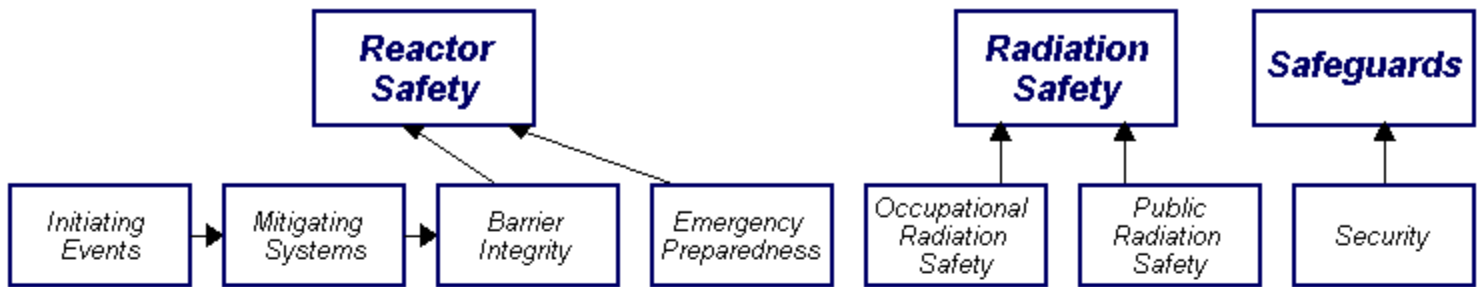 Reactor
Safety
Radiation
Safety
Safeguards
Initiating
Events
Mitigating
Systems
Barrier
Integrity
Emergency
Preparedness
Occupational
Radiation
Safety
Public
Radiation
Safety
Security